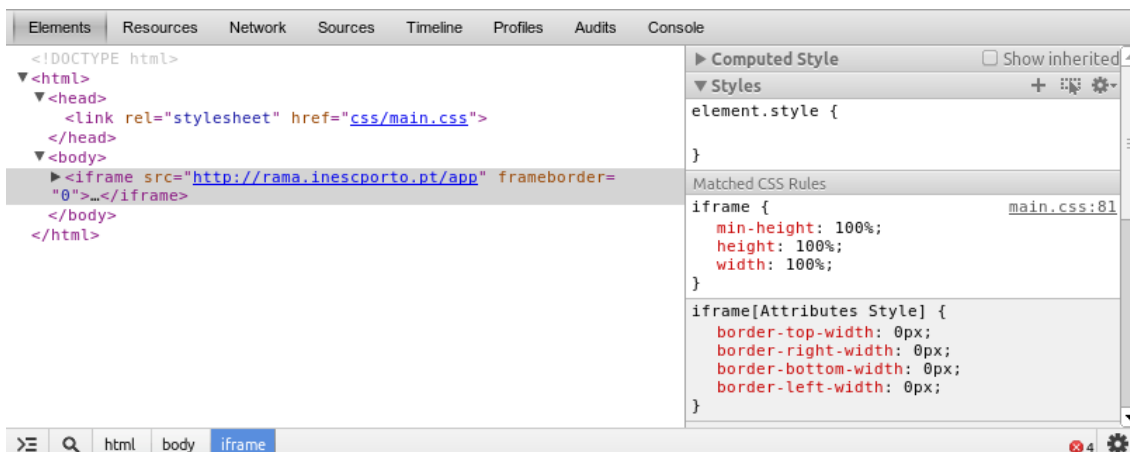 Elements Resources Network Sources Timeline Profiles Audits Console
<!DOCTYPE html>
▼<html>
▼<head>
<link rel="stylesheet" href="css/main.css">
</head>
▼<body>
▶<iframe src="http://rama.inescporto.pt/app" frameborder=
"0">…</iframe>
</body>
</html>
▶ Computed Style Show inherited
▼ Styles
element.style {
}
Matched CSS Rules
iframe { main.css:81
min-height: 100%;
height: 100%;
width: 100%;
}
iframe[Attributes Style] {
border-top-width: 0px;
border-right-width: 0px;
border-bottom-width: 0px;
border-left-width: 0px;
}
html body iframe 4